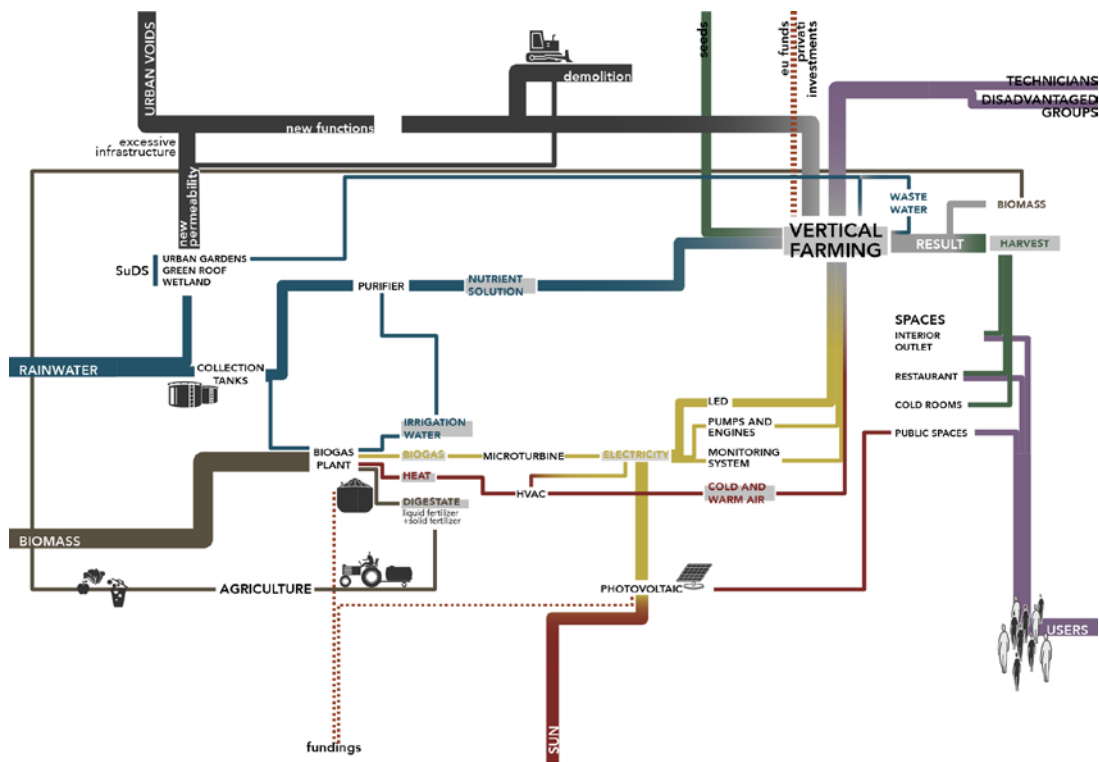 URBAN VOIDS
demolition
seeds
eu funds
privati
investments
TECHNICIANS
DISADVANTAGED
GROUPS
new functions
excessive
infrastructure
new
permeability
WASTE
WATER
BIOMASS
VERTICAL
FARMING
RESULT
HARVEST
SuDS
URBAN GARDENS
GREEN ROOF
WETLAND
PURIFIER
NUTRIENT
SOLUTION
SPACES
INTERIOR
OUTLET
RAINWATER
COLLECTION
TANKS
RESTAURANT
LED
COLD ROOMS
IRRIGATION
WATER
PUMPS AND
ENGINES
PUBLIC SPACES
BIOGAS
PLANT
BIOGAS
MICROTURBINE
ELECTRICITY
MONITORING
SYSTEM
HEAT
HVAC
COLD AND
WARM AIR
DIGESTATE
liquid fertilizer
+solid fertilizer
BIOMASS
AGRICULTURE
PHOTOVOLTAIC
USERS
fundings
SUN